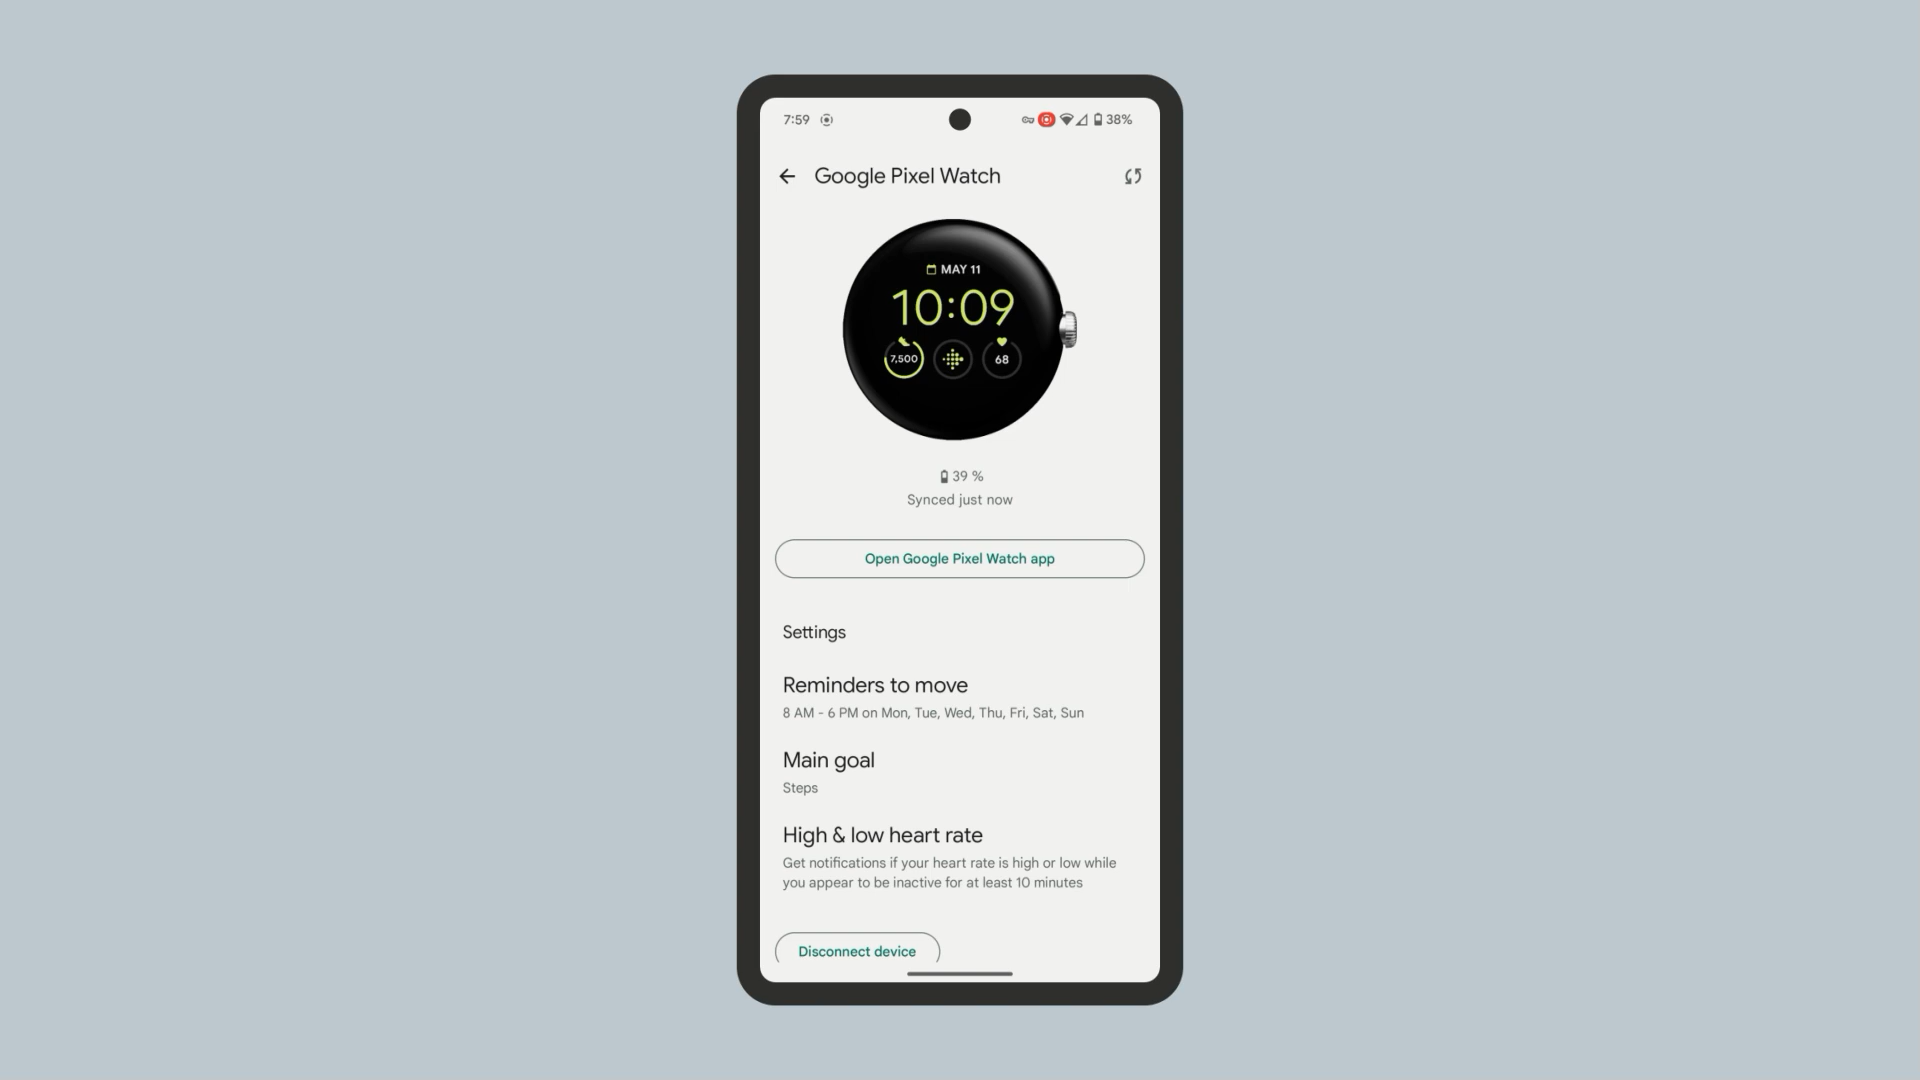 7:59 38%
Google Pixel Watch
MAY 11
10:09
7,500 68
39 %
Synced just now
Open Google Pixel Watch app
Settings
Reminders to move
8 AM - 6 PM on Mon, Tue, Wed, Thu, Fri, Sat, Sun
Main goal
Steps
High & low heart rate
Get notifications if your heart rate is high or low while
you appear to be inactive for at least 10 minutes
Disconnect device